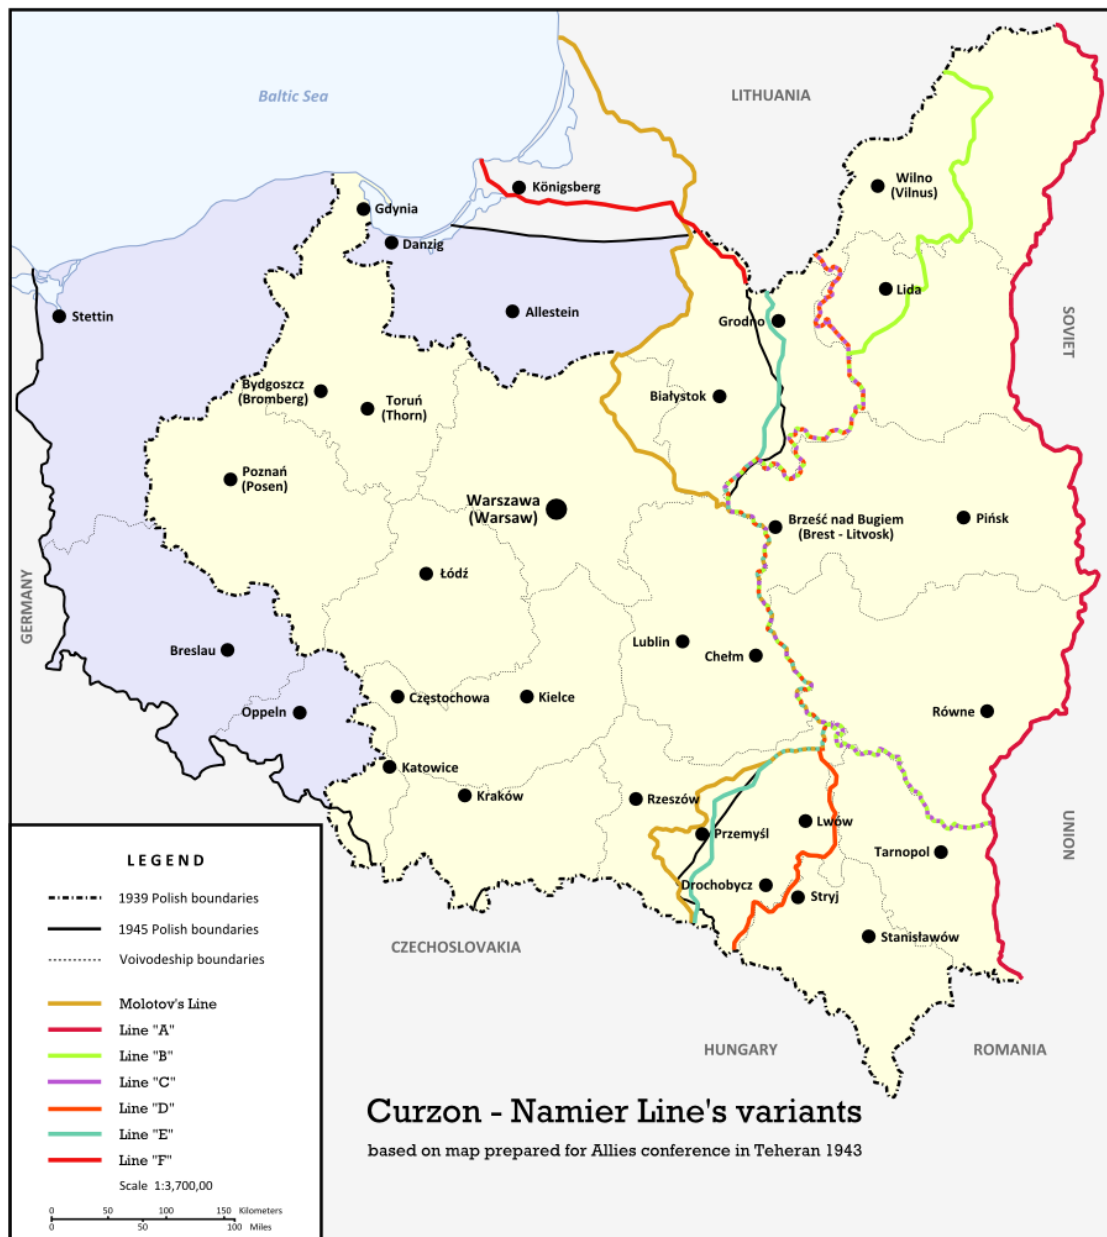 Baltic Sea
LITHUANIA
Wilno
(Vilnus)
Königsberg
Gdynia
Danzig
Lida
Stettin
Allestein
Grodno
SOVIET
Bydgoszcz
(Bromberg)
Toruń
(Thorn)
Białystok
Poznań
(Posen)
Warszawa
(Warsaw)
Brześć nad Bugiem
(Brest - Litvosk)
Pińsk
Łódź
GERMANY
Breslau
Lublin
Chełm
Oppeln
Częstochowa
Kielce
Równe
Katowice
Kraków
Rzeszów
Przemyśl
Lwów
UNION
Tarnopol
Drochobycz
Stryj
Stanisławów
CZECHOSLOVAKIA
HUNGARY
ROMANIA
LEGEND
1939 Polish boundaries
1945 Polish boundaries
Voivodeship boundaries
Molotov's Line
Line "A"
Line "B"
Line "C"
Line "D"
Line "E"
Line "F"
Scale 1:3,700,00
0 50 100 150 Kilometers
0 50 100 Miles
Curzon - Namier Line's variants
based on map prepared for Allies conference in Teheran 1943